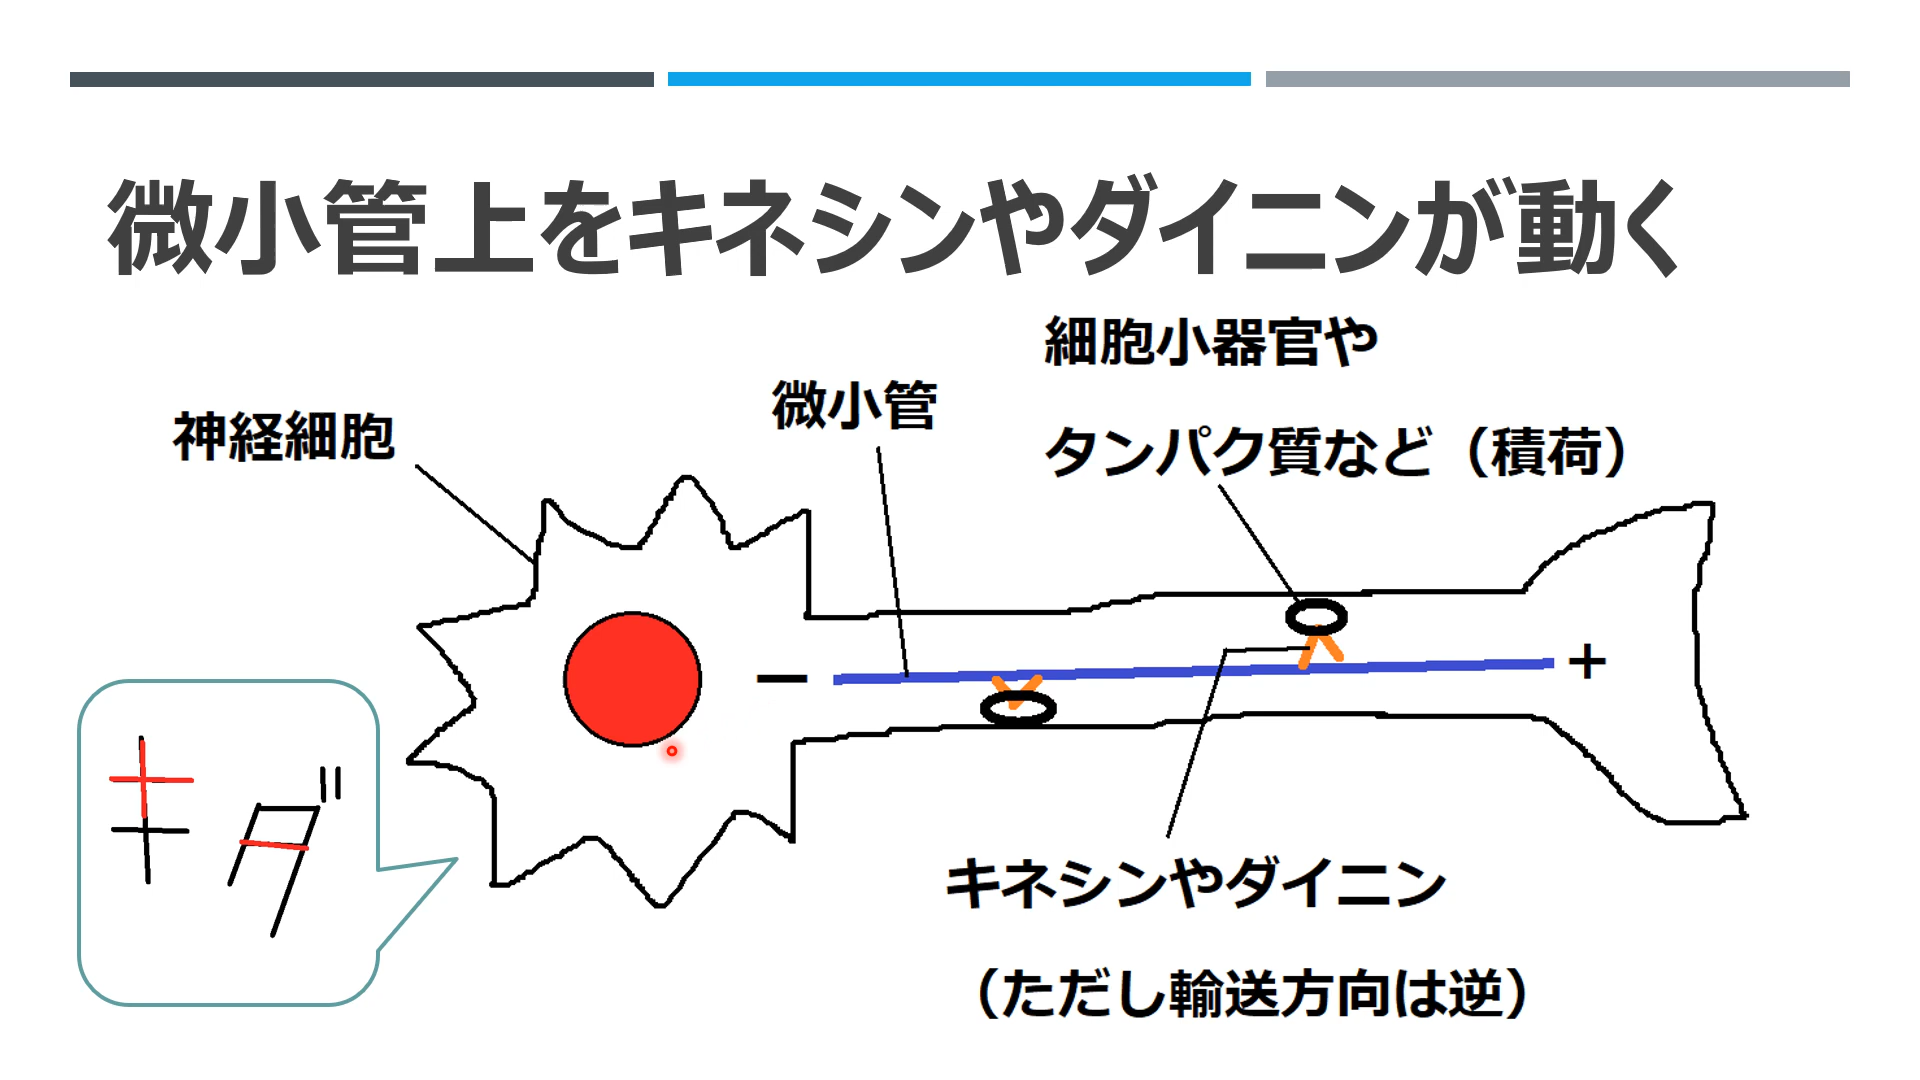 微小管上をキネシンやダイニンが動く
細胞小器官や
タンパク質など（積荷）
微小管
神経細胞
ー
＋
キ ダ
キネシンやダイニン
（ただし輸送方向は逆）